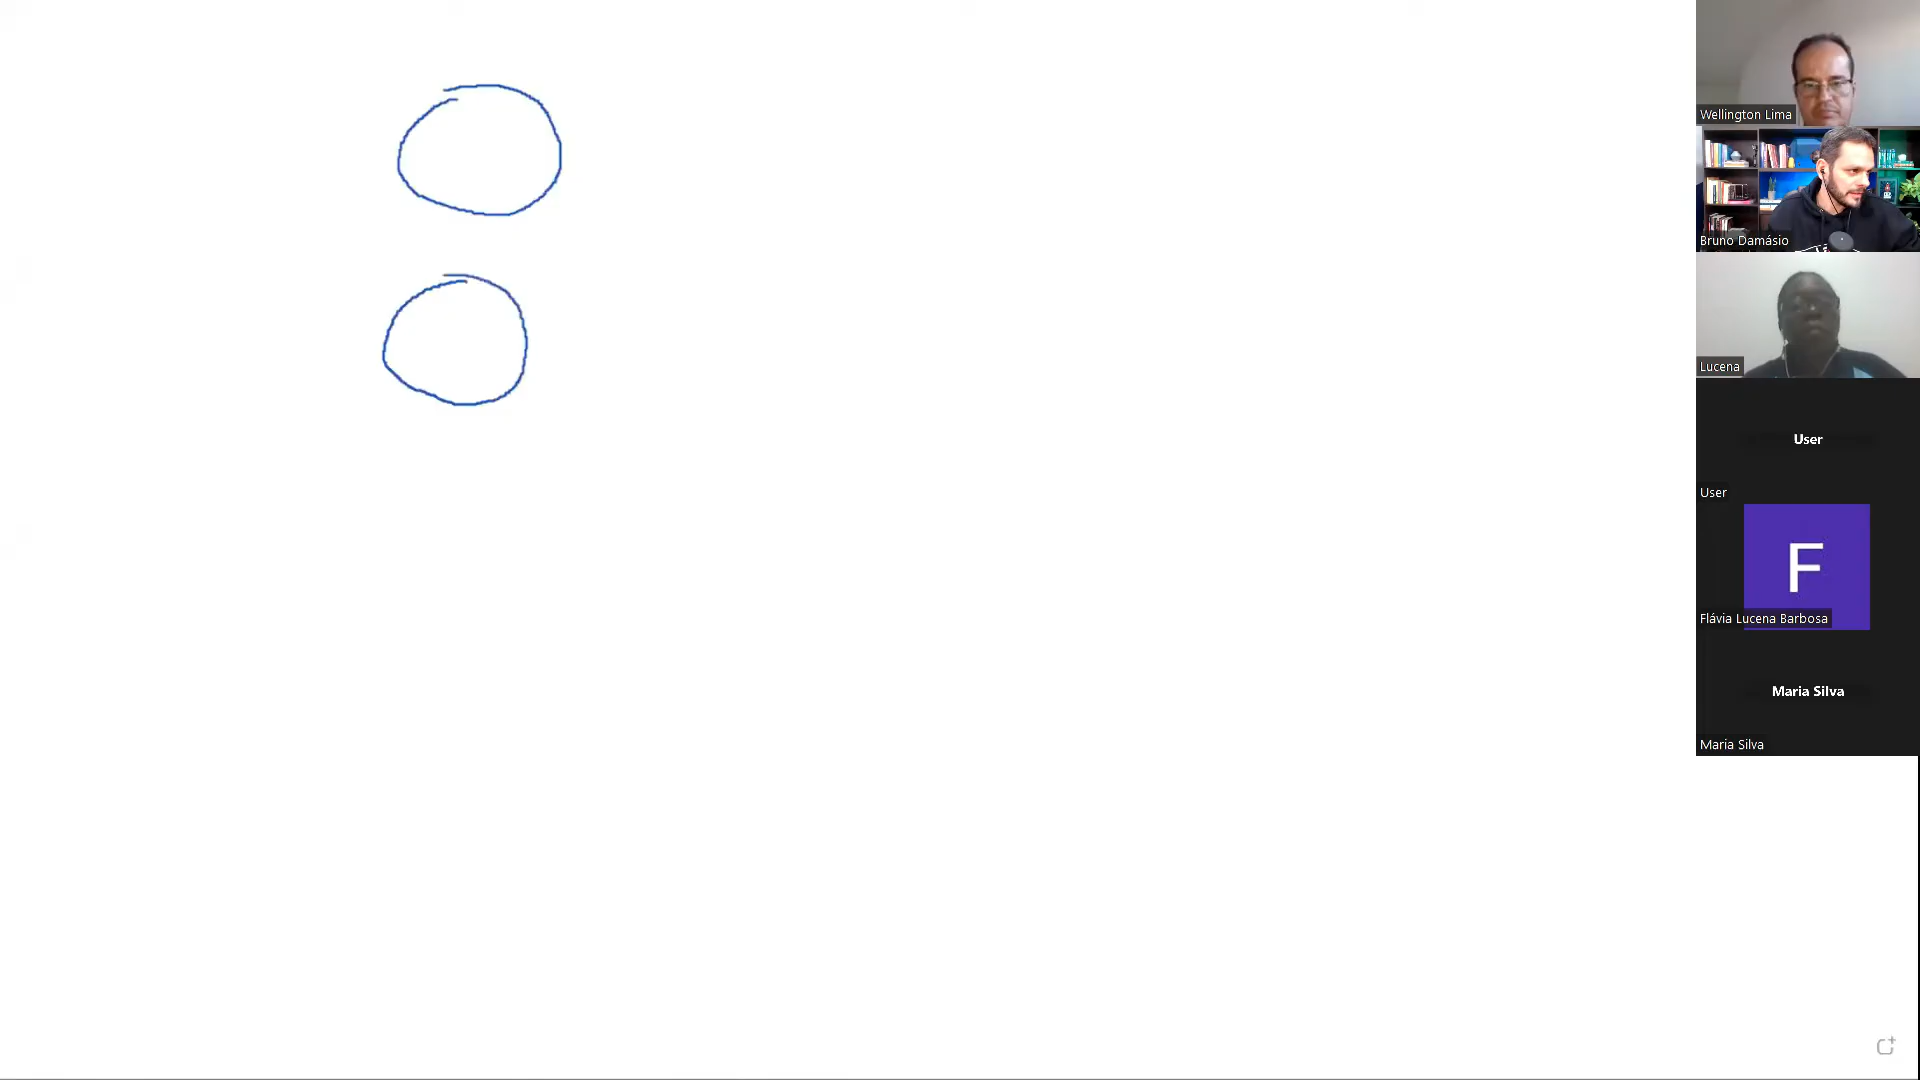 Wellington Lima
Bruno Damásio
Lucena
User
User
F
Flávia Lucena Barbosa
Maria Silva
Maria Silva